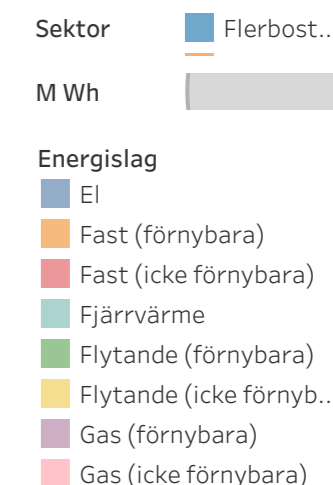 Sektor Flerbost..
M Wh
Energislag
El
Fast (förnybara)
Fast (icke förnybara)
Fjärrvärme
Flytande (förnybara)
Flytande (icke förnyb..
Gas (förnybara)
Gas (icke förnybara)